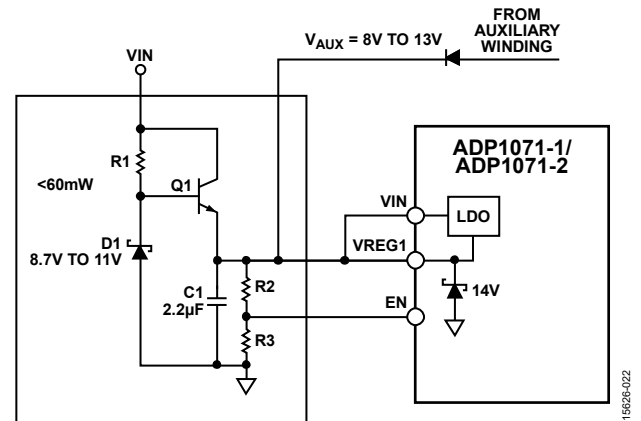 FROM
AUXILIARY
WINDING
VAUX = 8V TO 13V
VIN
R1
<60mW
Q1
D1
8.7V TO 11V
C1
2.2µF
R2
R3
ADP1071-1/
ADP1071-2
VIN
LDO
VREG1
14V
EN
15626-022